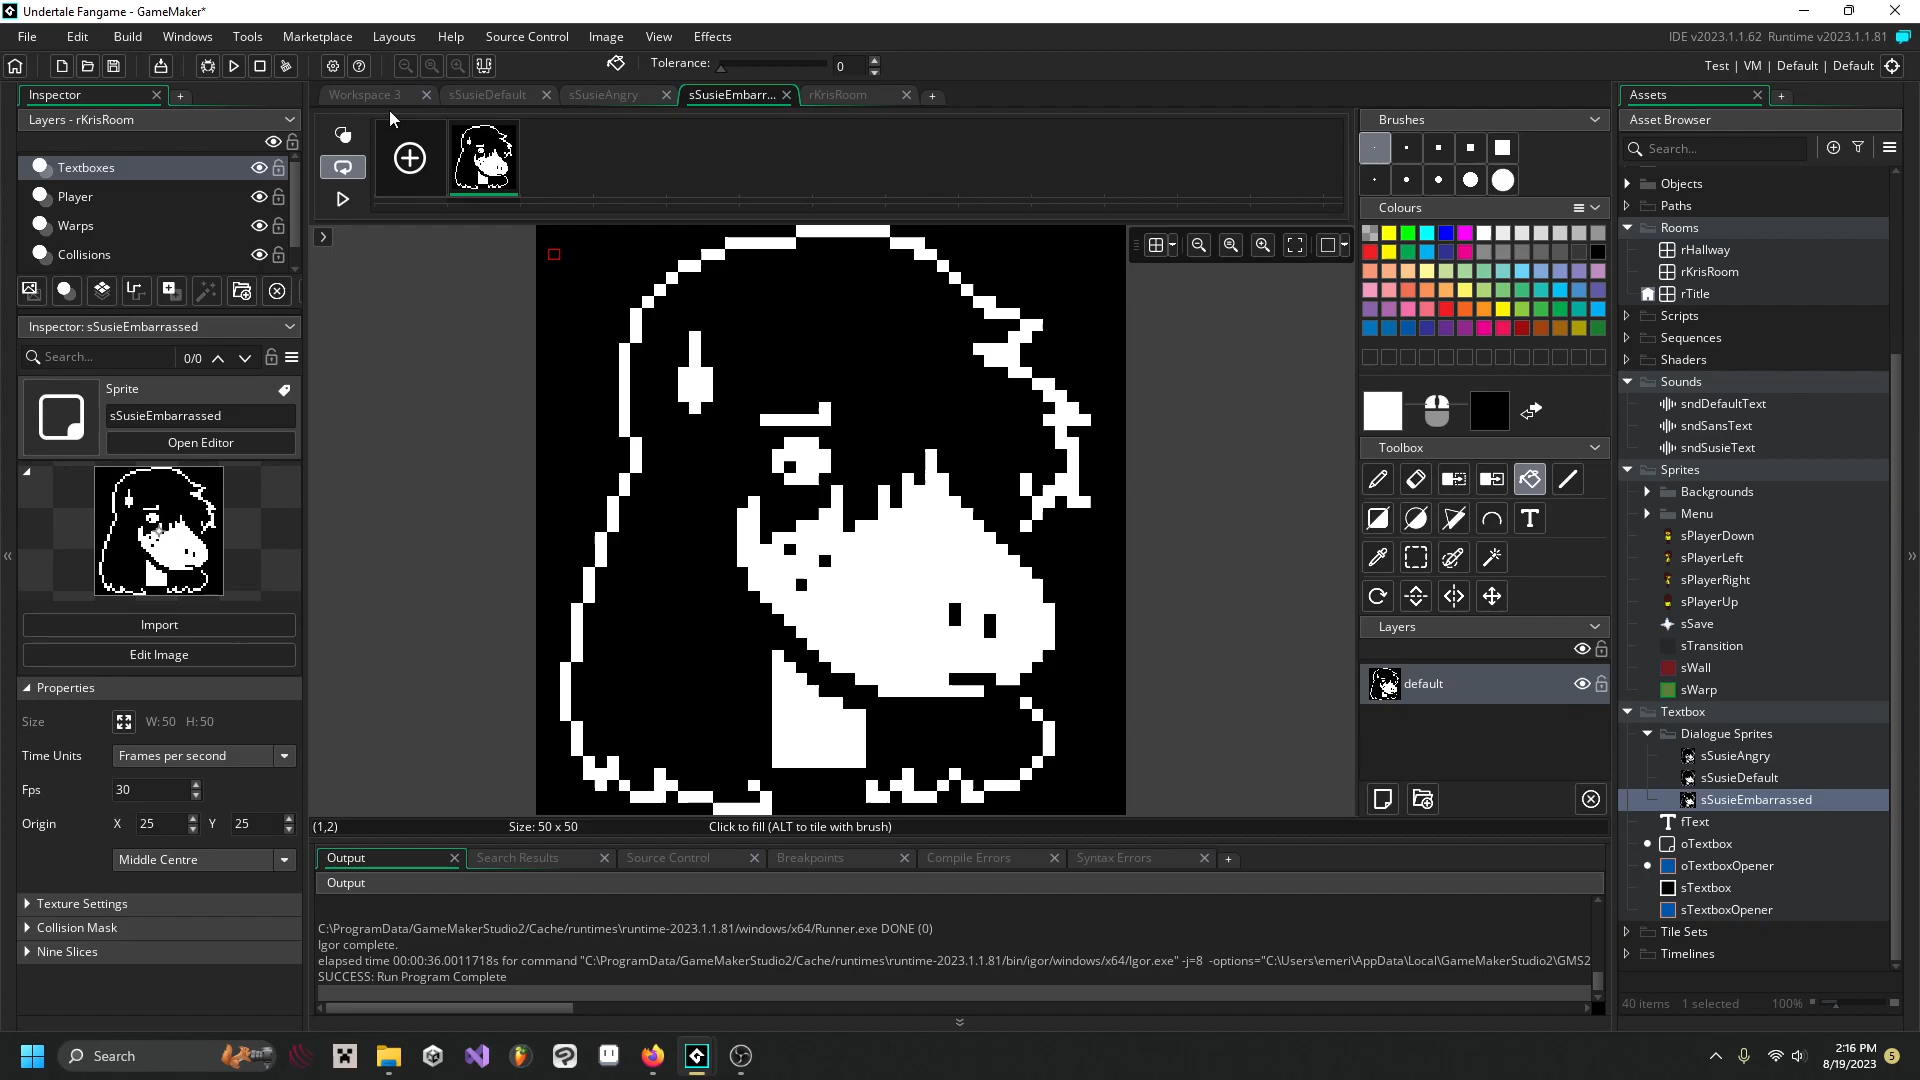 Undertale Fangame - GameMaker*
File Edit Build Windows Tools Marketplace Layouts Help Source Control Image View Effects
IDE v2023.1.1.62 Runtime v2023.1.1.81
Tolerance: 0
Test | VM | Default | Default
Inspector
Workspace 3 sSusieDefault sSusieAngry sSusieEmbarr... rKrisRoom
Assets
Layers - rKrisRoom
Brushes
Asset Browser
Search...
Textboxes
Player
Warps
Collisions
Colours
Objects
Paths
Rooms
rHallway
rKrisRoom
rTitle
Scripts
Sequences
Shaders
Sounds
sndDefaultText
sndSansText
sndSusieText
Sprites
Backgrounds
Menu
sPlayerDown
sPlayerLeft
sPlayerRight
sPlayerUp
sSave
sTransition
sWall
sWarp
Textbox
Dialogue Sprites
sSusieAngry
sSusieDefault
sSusieEmbarrassed
fText
oTextbox
oTextboxOpener
sTextbox
sTextboxOpener
Tile Sets
Timelines
40 items 1 selected 100%
Inspector: sSusieEmbarrassed
Search... 0/0
Sprite
sSusieEmbarrassed
Open Editor
Import
Edit Image
Properties
Size W:50 H:50
Time Units Frames per second
Fps 30
Origin X 25 Y 25
Middle Centre
Texture Settings
Collision Mask
Nine Slices
Toolbox
T
Layers
default
(1,2) Size: 50 x 50 Click to fill (ALT to tile with brush)
Output Search Results Source Control Breakpoints Compile Errors Syntax Errors
Output
C:\ProgramData/GameMakerStudio2/Cache/runtimes\runtime-2023.1.1.81/windows/x64/Runner.exe DONE (0)
Igor complete.
elapsed time 00:00:36.0011718s for command "C:\ProgramData/GameMakerStudio2/Cache/runtimes\runtime-2023.1.1.81/bin/igor/windows/x64/Igor.exe" -j=8 -options="C:\Users\emeri\AppData\Local\GameMakerStudio2\GMS2
SUCCESS: Run Program Complete
Search
2:16 PM
8/19/2023
5